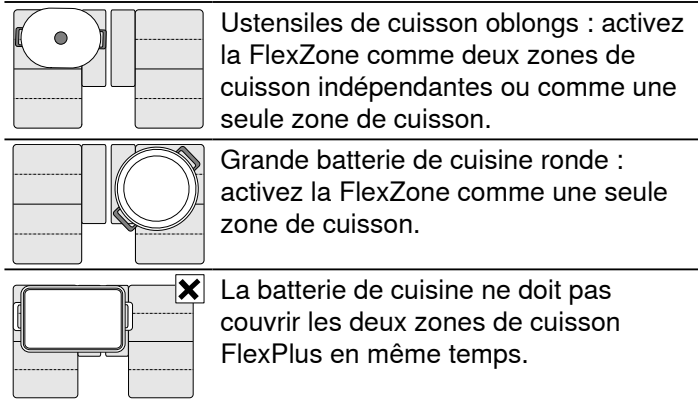 Ustensiles de cuisson oblongs : activez
la FlexZone comme deux zones de
cuisson indépendantes ou comme une
seule zone de cuisson.
Grande batterie de cuisine ronde :
activez la FlexZone comme une seule
zone de cuisson.
La batterie de cuisine ne doit pas
couvrir les deux zones de cuisson
FlexPlus en même temps.